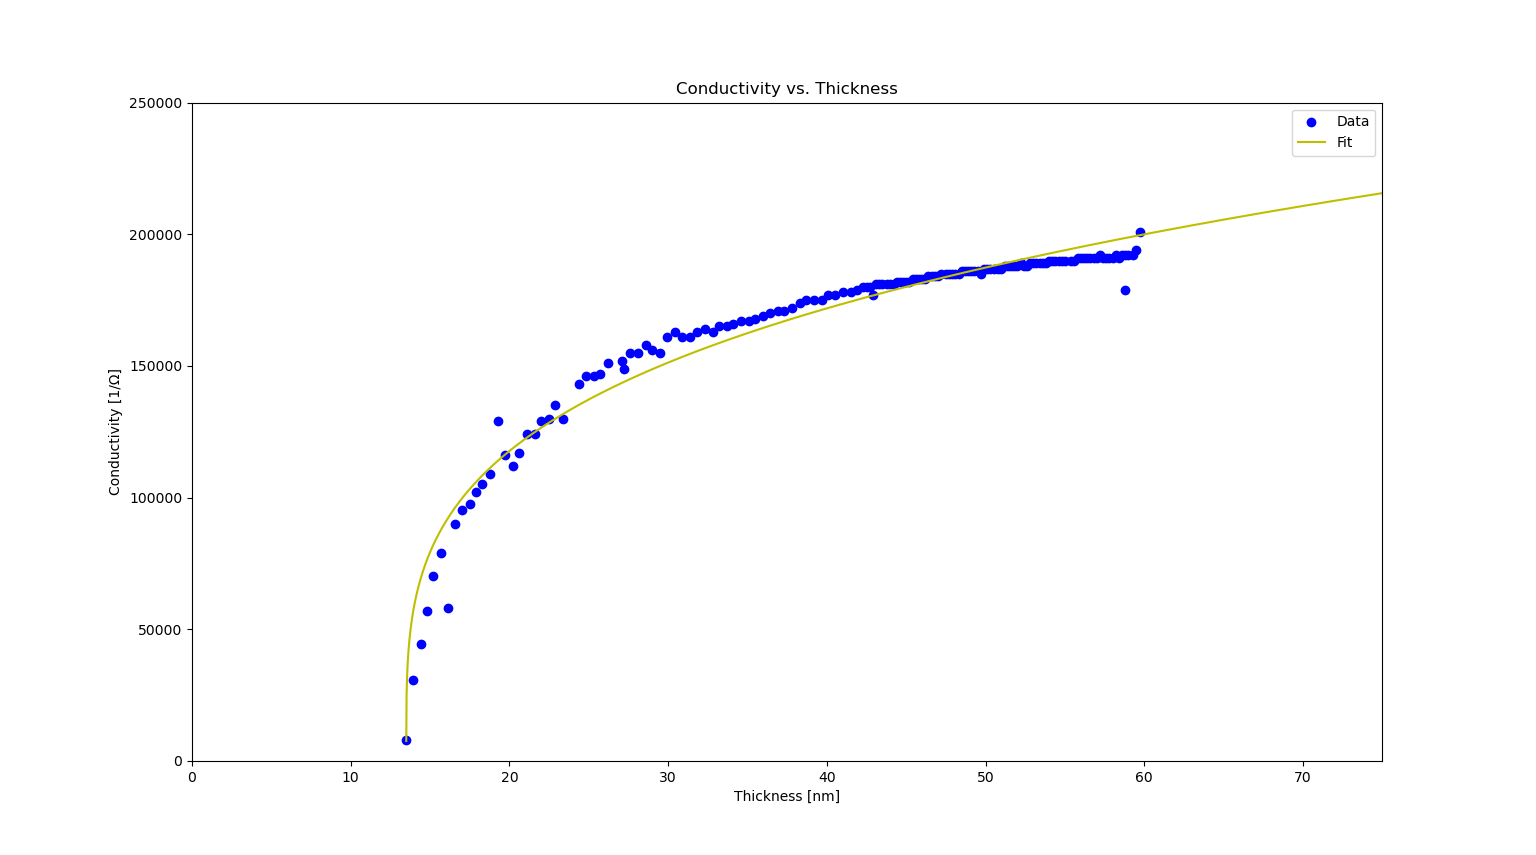 Conductivity vs. Thickness
250000
200000
150000
100000
50000
0
Conductivity [1/Ω]
Data
Fit
0 10 20 30 40 50 60 70
Thickness [nm]